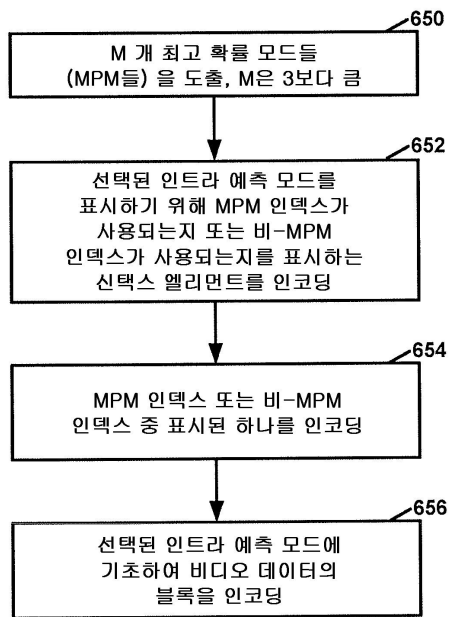 650
M 개 최고 확률 모드들
(MPM들) 을 도출, M은 3보다 큼
652
선택된 인트라 예측 모드를
표시하기 위해 MPM 인덱스가
사용되는지 또는 비-MPM
인덱스가 사용되는지를 표시하는
신택스 엘리먼트를 인코딩
654
MPM 인덱스 또는 비-MPM
인덱스 중 표시된 하나를 인코딩
656
선택된 인트라 예측 모드에
기초하여 비디오 데이터의
블록을 인코딩